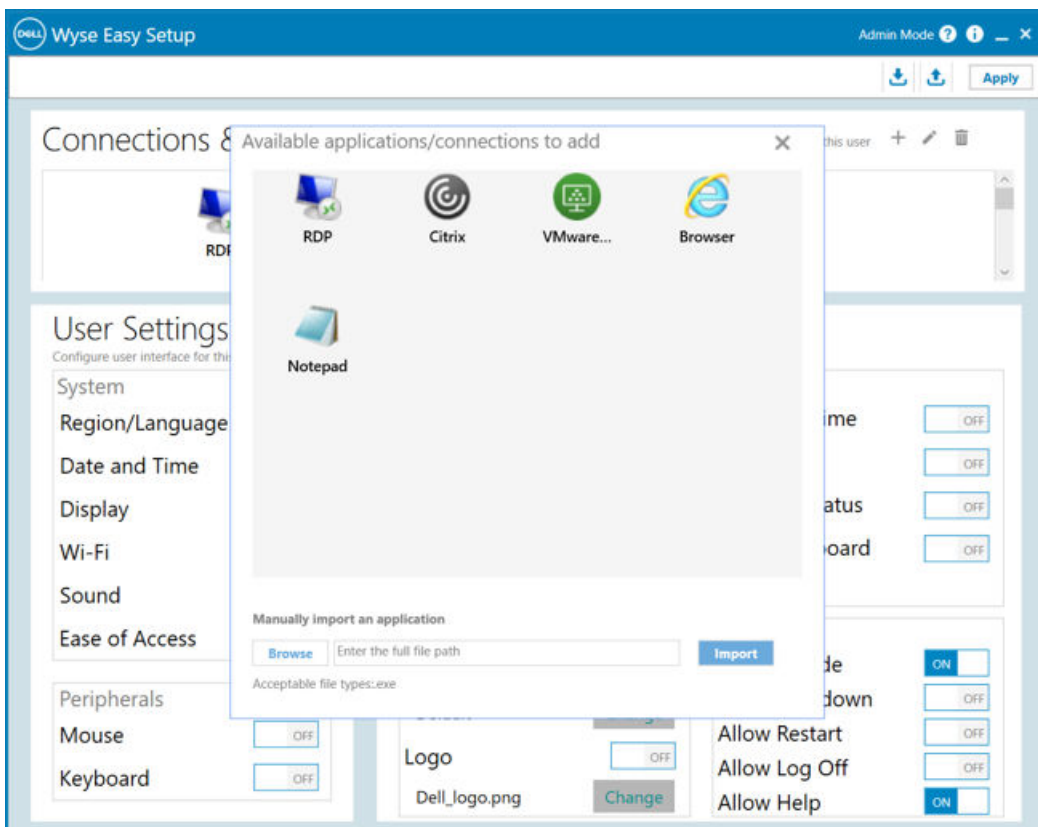 DELL Wyse Easy Setup Admin Mode ? i
Apply
Connections &
this user
RDP
Available applications/connections to add
RDP Citrix VMware... Browser
Notepad
Manually import an application
Browse Enter the full file path Import
Acceptable file types:.exe
User Settings
Configure user interface for this
System
Region/Language
Date and Time
Display
Wi-Fi
Sound
Ease of Access
Peripherals
Mouse OFF
Keyboard OFF
Logo OFF
Dell_logo.png Change
ime OFF
OFF
atus OFF
oard OFF
de ON
down OFF
Allow Restart OFF
Allow Log Off OFF
Allow Help ON